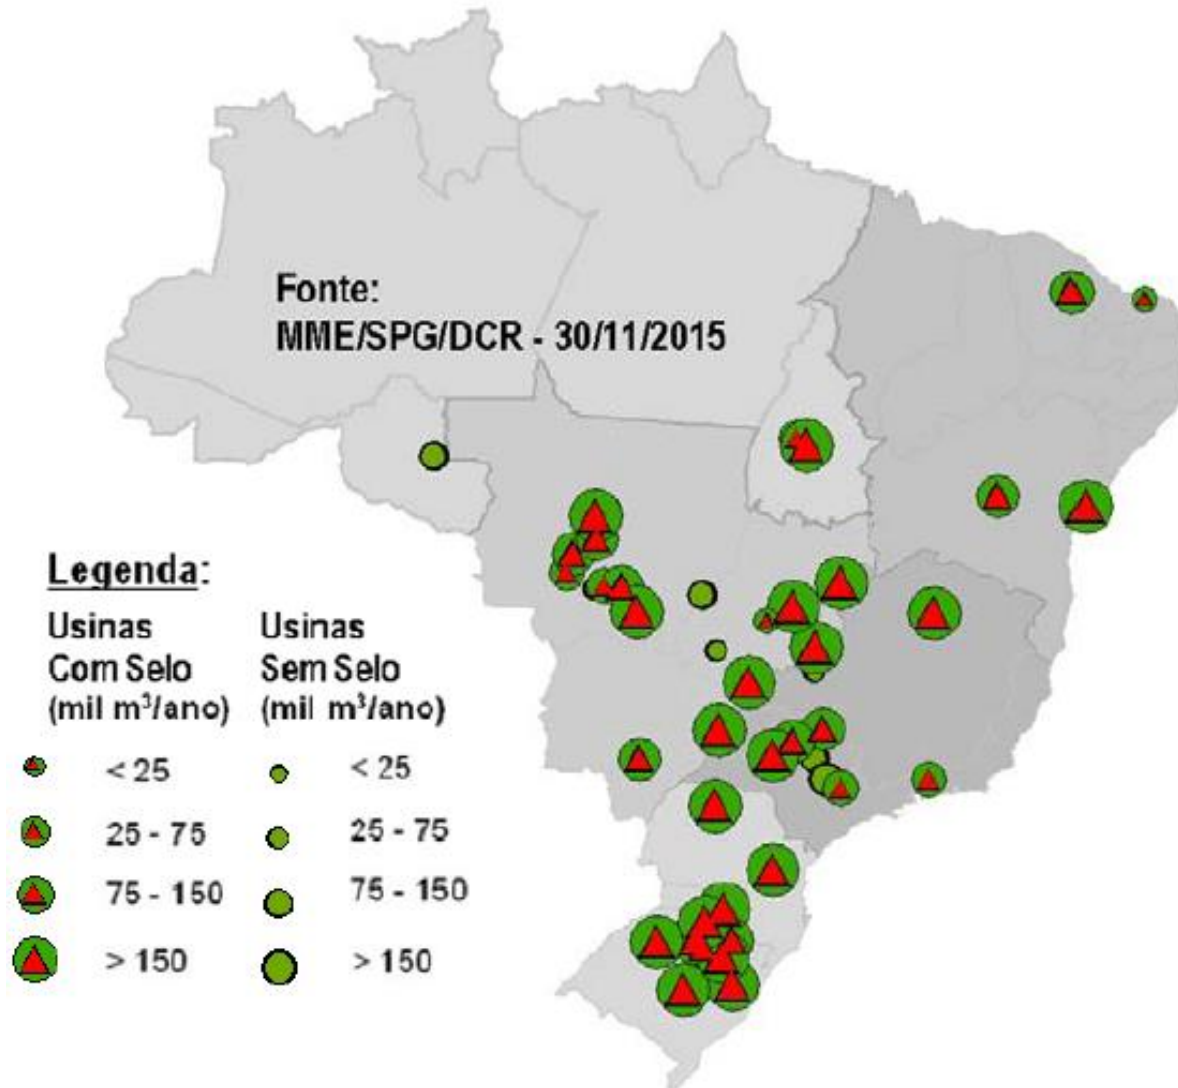 Fonte:
MME/SPG/DCR - 30/11/2015
Legenda:
Usinas
Com Selo
(mil m³/ano)
< 25
25 - 75
75 - 150
> 150
Usinas
Sem Selo
(mil m³/ano)
< 25
25 - 75
75 - 150
> 150